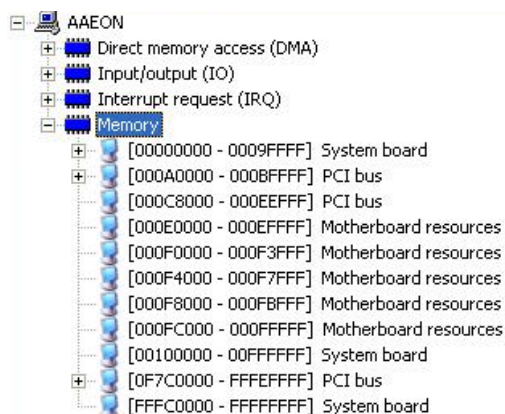 AAEON
Direct memory access (DMA)
Input/output (IO)
Interrupt request (IRQ)
Memory
[00000000 - 0009FFFF] System board
[000A0000 - 000BFFFF] PCI bus
[000C8000 - 000EEFFF] PCI bus
[000E0000 - 000EFFFF] Motherboard resources
[000F0000 - 000F3FFF] Motherboard resources
[000F4000 - 000F7FFF] Motherboard resources
[000F8000 - 000FBFFF] Motherboard resources
[000FC000 - 000FFFFF] Motherboard resources
[00100000 - 00FFFFFF] System board
[0F7C0000 - FFFEFFFF] PCI bus
[FFFC0000 - FFFFFFFF] System board